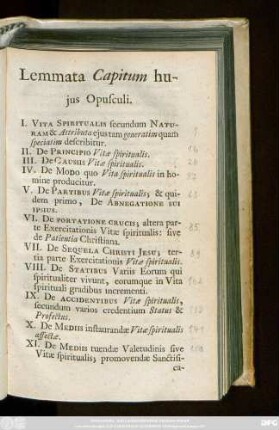 Lemmata Capitum hu-
jus Opusculi.
I. VITA SPIRITUALIS secundum NATU-
RAM & Attributa ejus tum generatim quam
speciatim describitur.
II. DE PRINCIPIO Vitæ spiritualis.
III. DE CAUSIS Vitæ spiritualis.
IV. DE MODO quo Vita spiritualis in ho-
mine producitur.
V. DE PARTIBUS Vitæ spiritualis; & qui-
dem primo, DE ABNEGATIONE SUI
IPSIUS.
VI. DE PORTATIONE CRUCIS; altera par-
te Exercitationis Vitæ spiritualis: sive
de Patientia Christiana.
VII. DE SEQUELA CHRISTI JESU; ter-
tia parte Exercitationis Vitæ spiritualis.
VIII. DE STATIBUS Variis Eorum qui
spiritualiter vivunt, eorumque in Vita
spirituali gradibus incrementi.
IX. DE ACCIDENTIBUS Vitæ spiritualis,
secundum varios credentium Status &
Profectus.
X. DE MEDIIS instaurandæ Vitæ spiritualis
affectæ.
XI. DE MEDIIS tuendæ Valetudinis sive
Vitæ spiritualis; promovendæ Sanctifi-
ca-